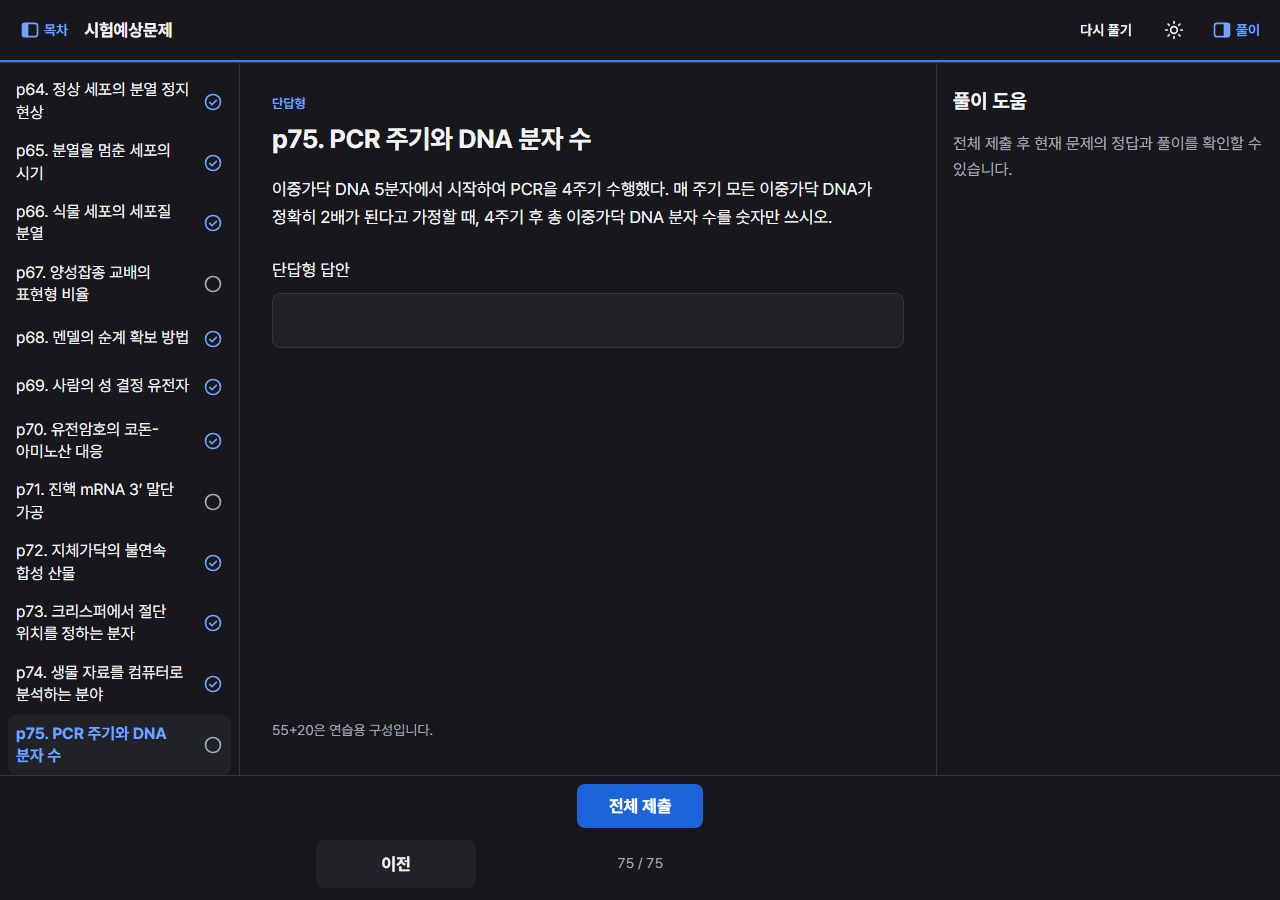 목차
시험예상문제
다시 풀기
풀이
p64. 정상 세포의 분열 정지
현상
p65. 분열을 멈춘 세포의
시기
p66. 식물 세포의 세포질
분열
p67. 양성잡종 교배의
표현형 비율
p68. 멘델의 순계 확보 방법
p69. 사람의 성 결정 유전자
p70. 유전암호의 코돈-
아미노산 대응
p71. 진핵 mRNA 3′ 말단
가공
p72. 지체가닥의 불연속
합성 산물
p73. 크리스퍼에서 절단
위치를 정하는 분자
p74. 생물 자료를 컴퓨터로
분석하는 분야
p75. PCR 주기와 DNA
분자 수
단답형
p75. PCR 주기와 DNA 분자 수
이중가닥 DNA 5분자에서 시작하여 PCR을 4주기 수행했다. 매 주기 모든 이중가닥 DNA가
정확히 2배가 된다고 가정할 때, 4주기 후 총 이중가닥 DNA 분자 수를 숫자만 쓰시오.
단답형 답안
55+20은 연습용 구성입니다.
풀이 도움
전체 제출 후 현재 문제의 정답과 풀이를 확인할 수
있습니다.
전체 제출
이전
75 / 75